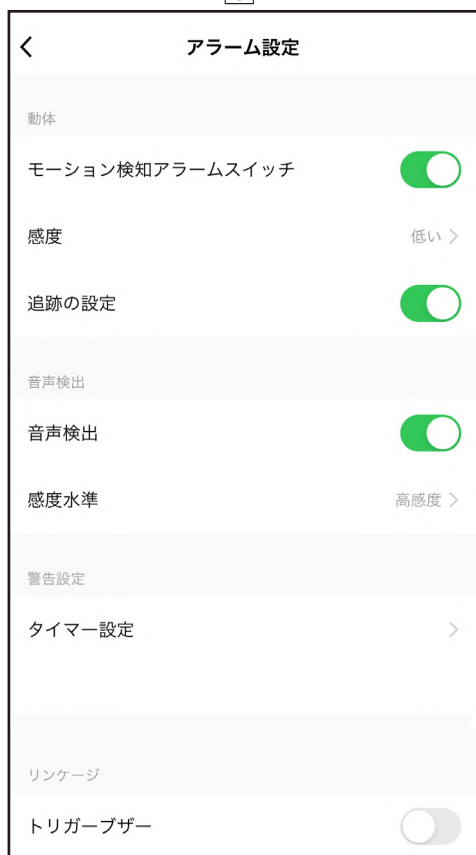 アラーム設定
動体
モーション検知アラームスイッチ
感度 低い
追跡の設定
音声検出
音声検出
感度水準 高感度
警告設定
タイマー設定
リンケージ
トリガーブザー